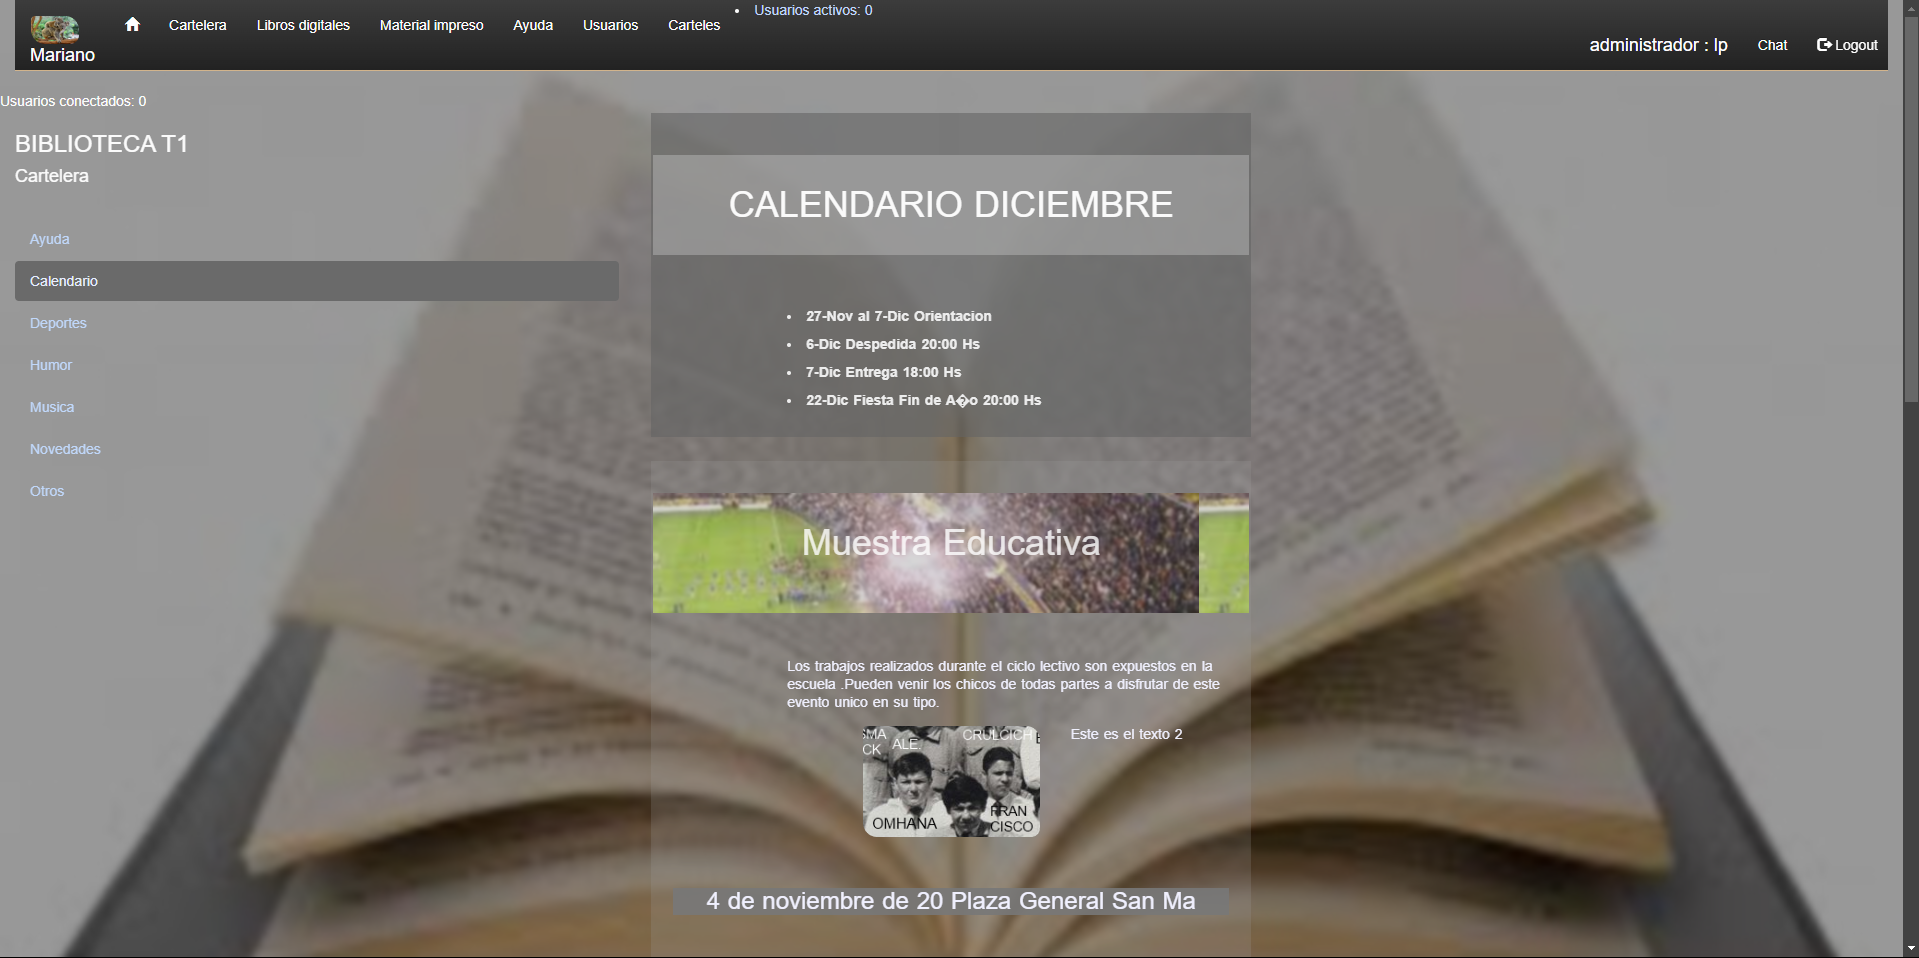 Mariano
Cartelera
Libros digitales
Material impreso
Ayuda
Usuarios
Carteles
Usuarios activos: 0
administrador : lp
Chat
Logout
Usuarios conectados: 0
BIBLIOTECA T1
Cartelera
Ayuda
Calendario
Deportes
Humor
Musica
Novedades
Otros
CALENDARIO DICIEMBRE
27-Nov al 7-Dic Orientacion
6-Dic Despedida 20:00 Hs
7-Dic Entrega 18:00 Hs
22-Dic Fiesta Fin de A�o 20:00 Hs
Muestra Educativa
Los trabajos realizados durante el ciclo lectivo son expuestos en la
escuela .Pueden venir los chicos de todas partes a disfrutar de este
evento unico en su tipo.
SMA
CK
ALE.
CRULCICH
OMHANA
FRAN
CISCO
Este es el texto 2
4 de noviembre de 20 Plaza General San Ma